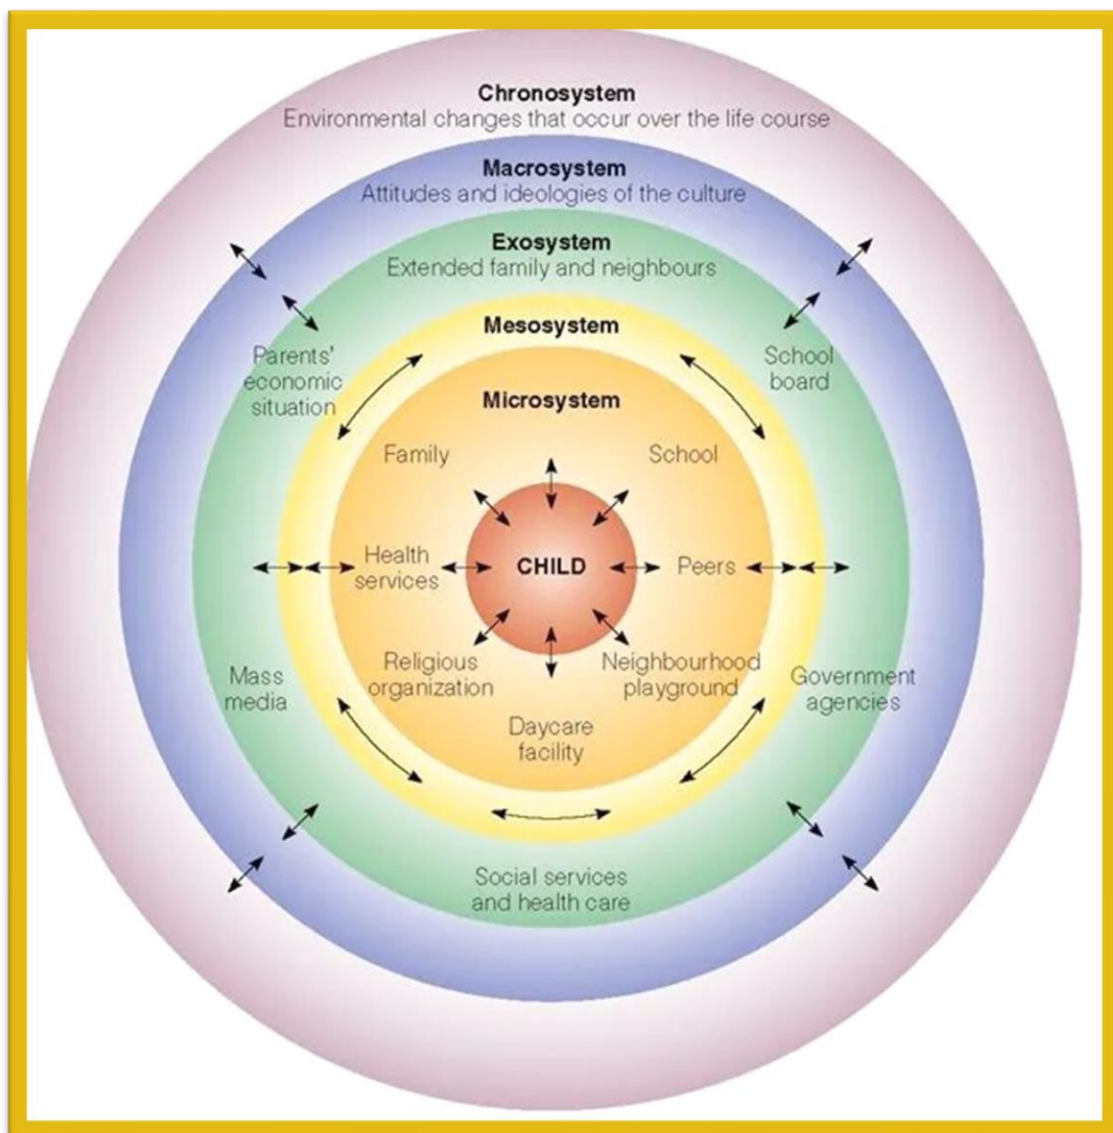 Chronosystem
Environmental changes that occur over the life course
Macrosystem
Attitudes and ideologies of the culture
Exosystem
Extended family and neighbours
Mesosystem
Parents'
economic
situation
School
board
Microsystem
Family
School
Health
services
CHILD
Peers
Religious
organization
Neighbourhood
playground
Mass
media
Government
agencies
Daycare
facility
Social services
and health care